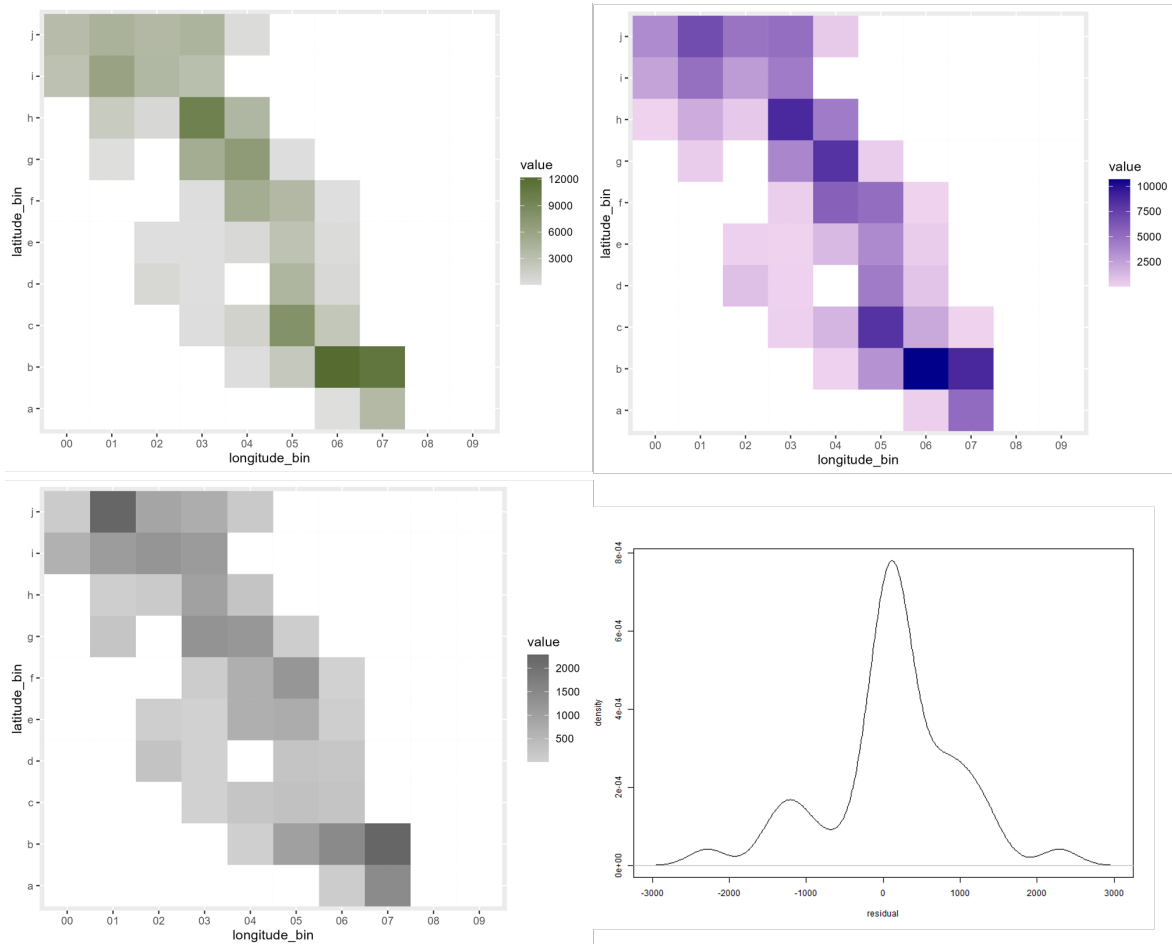 j
i
h
g
f
e
d
c
b
a
latitude_bin
00 01 02 03 04 05 06 07 08 09
longitude_bin
value
12000
9000
6000
3000
j
i
h
g
f
e
d
c
b
a
latitude_bin
00 01 02 03 04 05 06 07 08 09
longitude_bin
value
10000
7500
5000
2500
j
i
h
g
f
e
d
c
b
a
latitude_bin
00 01 02 03 04 05 06 07 08 09
longitude_bin
value
2000
1500
1000
500
8e-04
6e-04
4e-04
2e-04
0e+00
density
-3000 -2000 -1000 0 1000 2000 3000
residual